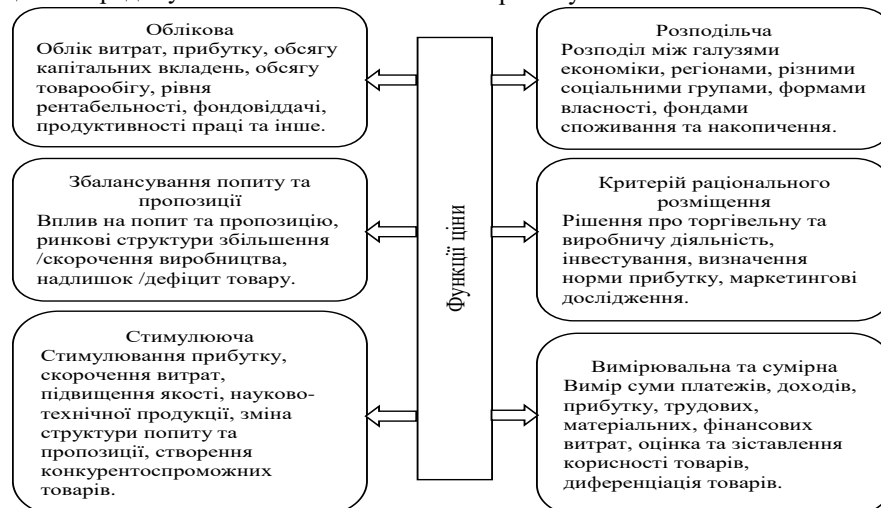 Облікова
Облік витрат, прибутку, обсягу
капітальних вкладень, обсягу
товарообігу, рівня
рентабельності, фондовіддачі,
продуктивності праці та інше.
Збалансування попиту та
пропозиції
Вплив на попит та пропозицію,
ринкові структури збільшення
/скорочення виробництва,
надлишок /дефіцит товару.
Стимулююча
Стимулювання прибутку,
скорочення витрат,
підвищення якості, науково-
технічної продукції, зміна
структури попиту та
пропозиції, створення
конкурентоспроможних
товарів.
Функції ціни
Розподільча
Розподіл між галузями
економіки, регіонами, різними
соціальними групами, формами
власності, фондами
споживання та накопичення.
Критерій раціонального
розміщення
Рішення про торгівельну та
виробничу діяльність,
інвестування, визначення
норми прибутку, маркетингові
дослідження.
Вимірювальна та сумірна
Вимір суми платежів, доходів,
прибутку, трудових,
матеріальних, фінансових
витрат, оцінка та зіставлення
корисності товарів,
диференціація товарів.